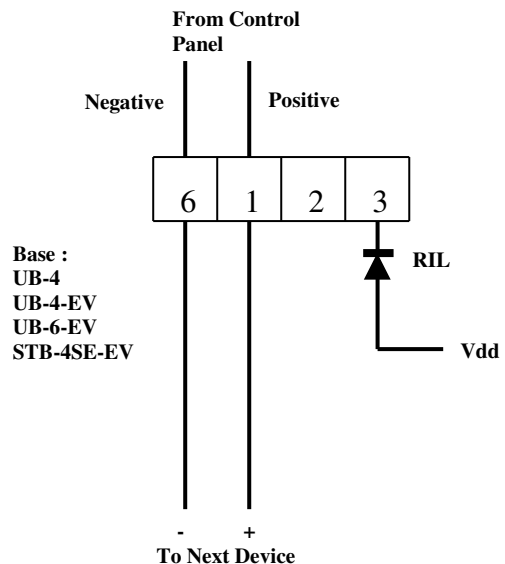 From Control
Panel
Negative
Positive
6 1 2 3
Base :
UB-4
UB-4-EV
UB-6-EV
STB-4SE-EV
RIL
Vdd
- +
To Next Device